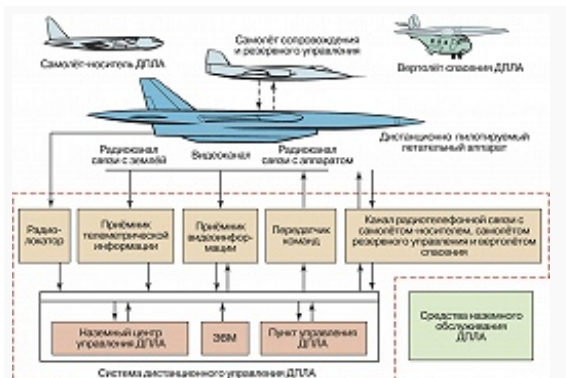 Самолёт-носитель ДПЛА
Самолёт сопровождения
и резервного управления
Вертолёт спасения ДПЛА
Дистанционно пилотируемый
летательный аппарат
Радиоканал
связи с землёй
Видеоканал
Радиоканал
связи с аппаратом
Радио-
локатор
Приёмник
телеметрической
информации
Приёмник
видеоинфор-
мации
Передатчик
команд
Канал радиотелефонной связи с
самолётом-носителем, самолётом
резервного управления и вертолётом
спасения
Наземный центр
управления ДПЛА
ЭВМ
Пункт управления
ДПЛА
Средства наземного
обслуживания
ДПЛА
Система дистанционного управления ДПЛА